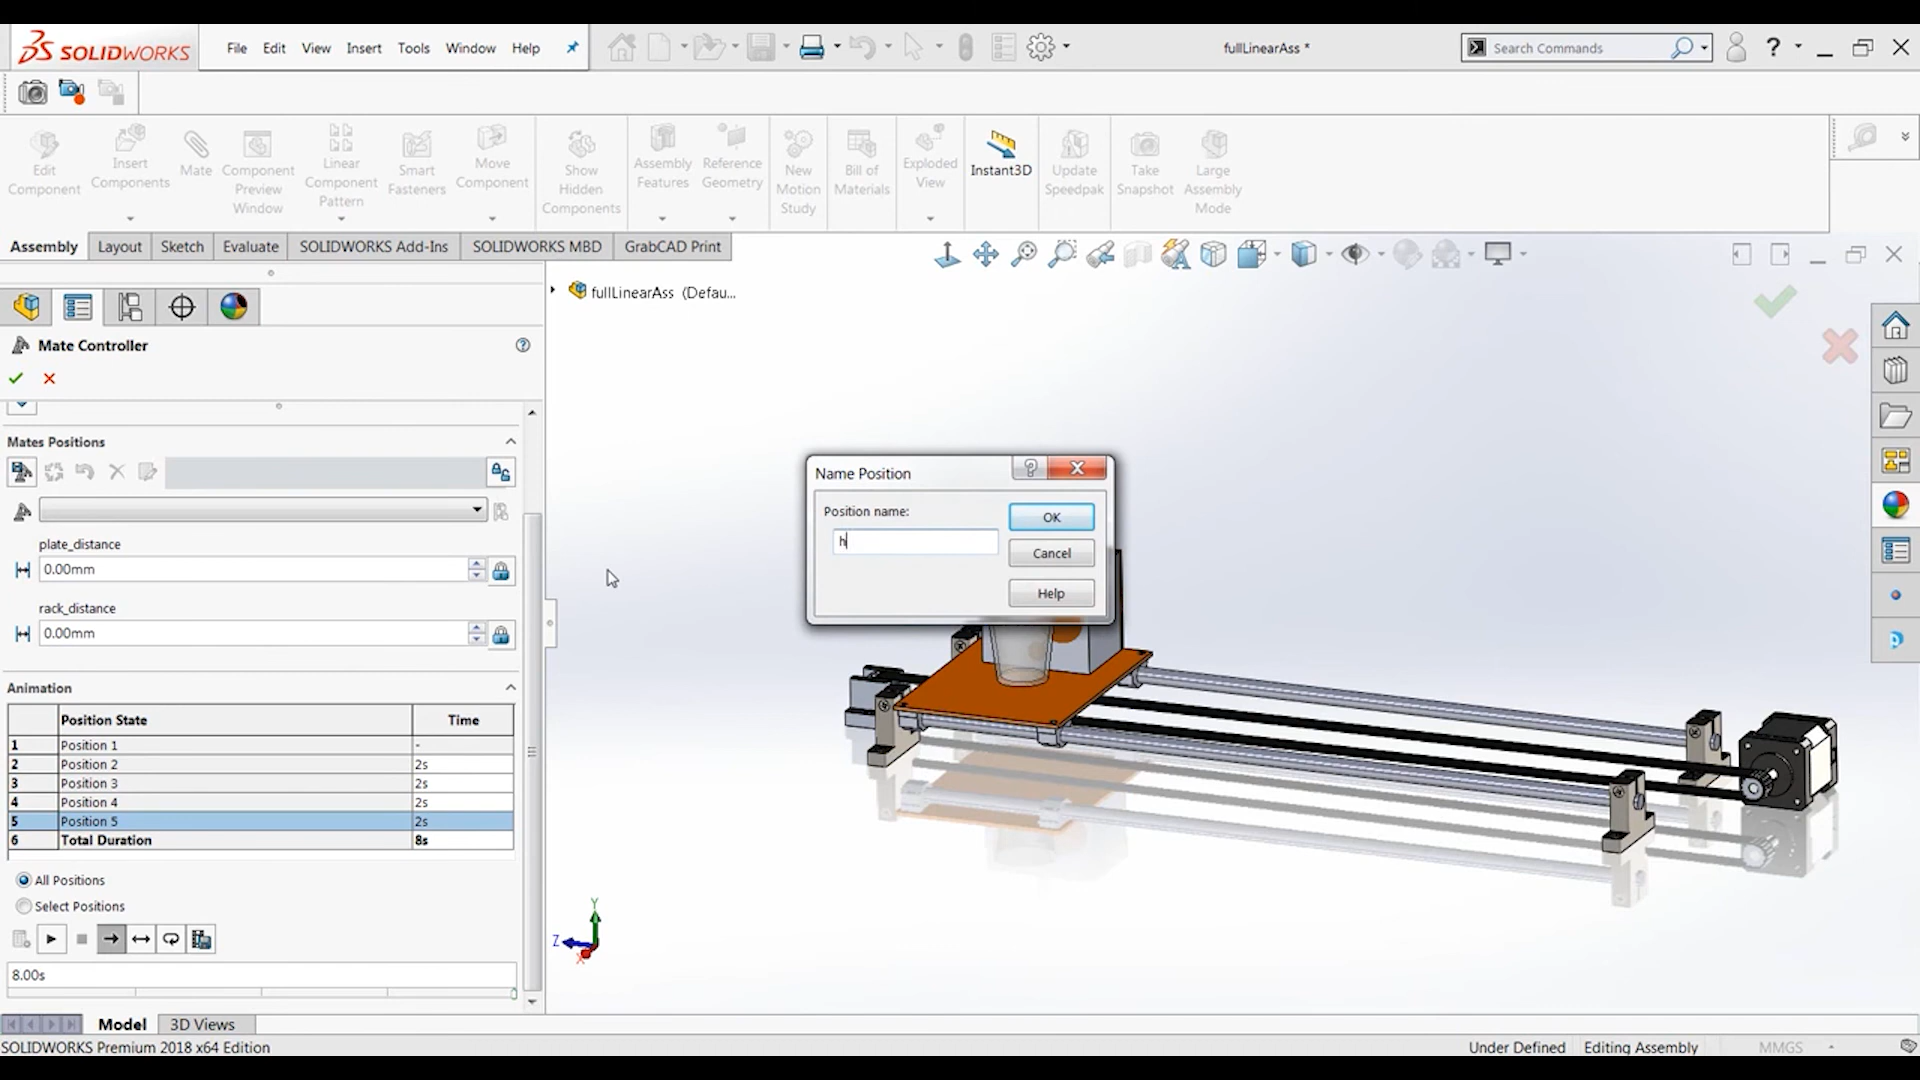 SOLIDWORKS
File Edit View Insert Tools Window Help
fullLinearAss *
Search Commands
?
Edit Component
Insert Components
Mate
Component Preview Window
Linear Component Pattern
Smart Fasteners
Move Component
Show Hidden Components
Assembly Features
Reference Geometry
New Motion Study
Bill of Materials
Exploded View
Instant3D
Update Speedpak
Take Snapshot
Large Assembly Mode
Assembly Layout Sketch Evaluate SOLIDWORKS Add-Ins SOLIDWORKS MBD GrabCAD Print
fullLinearAss (Defau...
Mate Controller
Mates Positions
plate_distance
0.00mm
rack_distance
0.00mm
Animation
Position State Time
1 Position 1 -
2 Position 2 2s
3 Position 3 2s
4 Position 4 2s
5 Position 5 2s
6 Total Duration 8s
All Positions
Select Positions
8.00s
Name Position
Position name:
h
OK
Cancel
Help
Y
Z
X
Model 3D Views
SOLIDWORKS Premium 2018 x64 Edition
Under Defined Editing Assembly MMGS